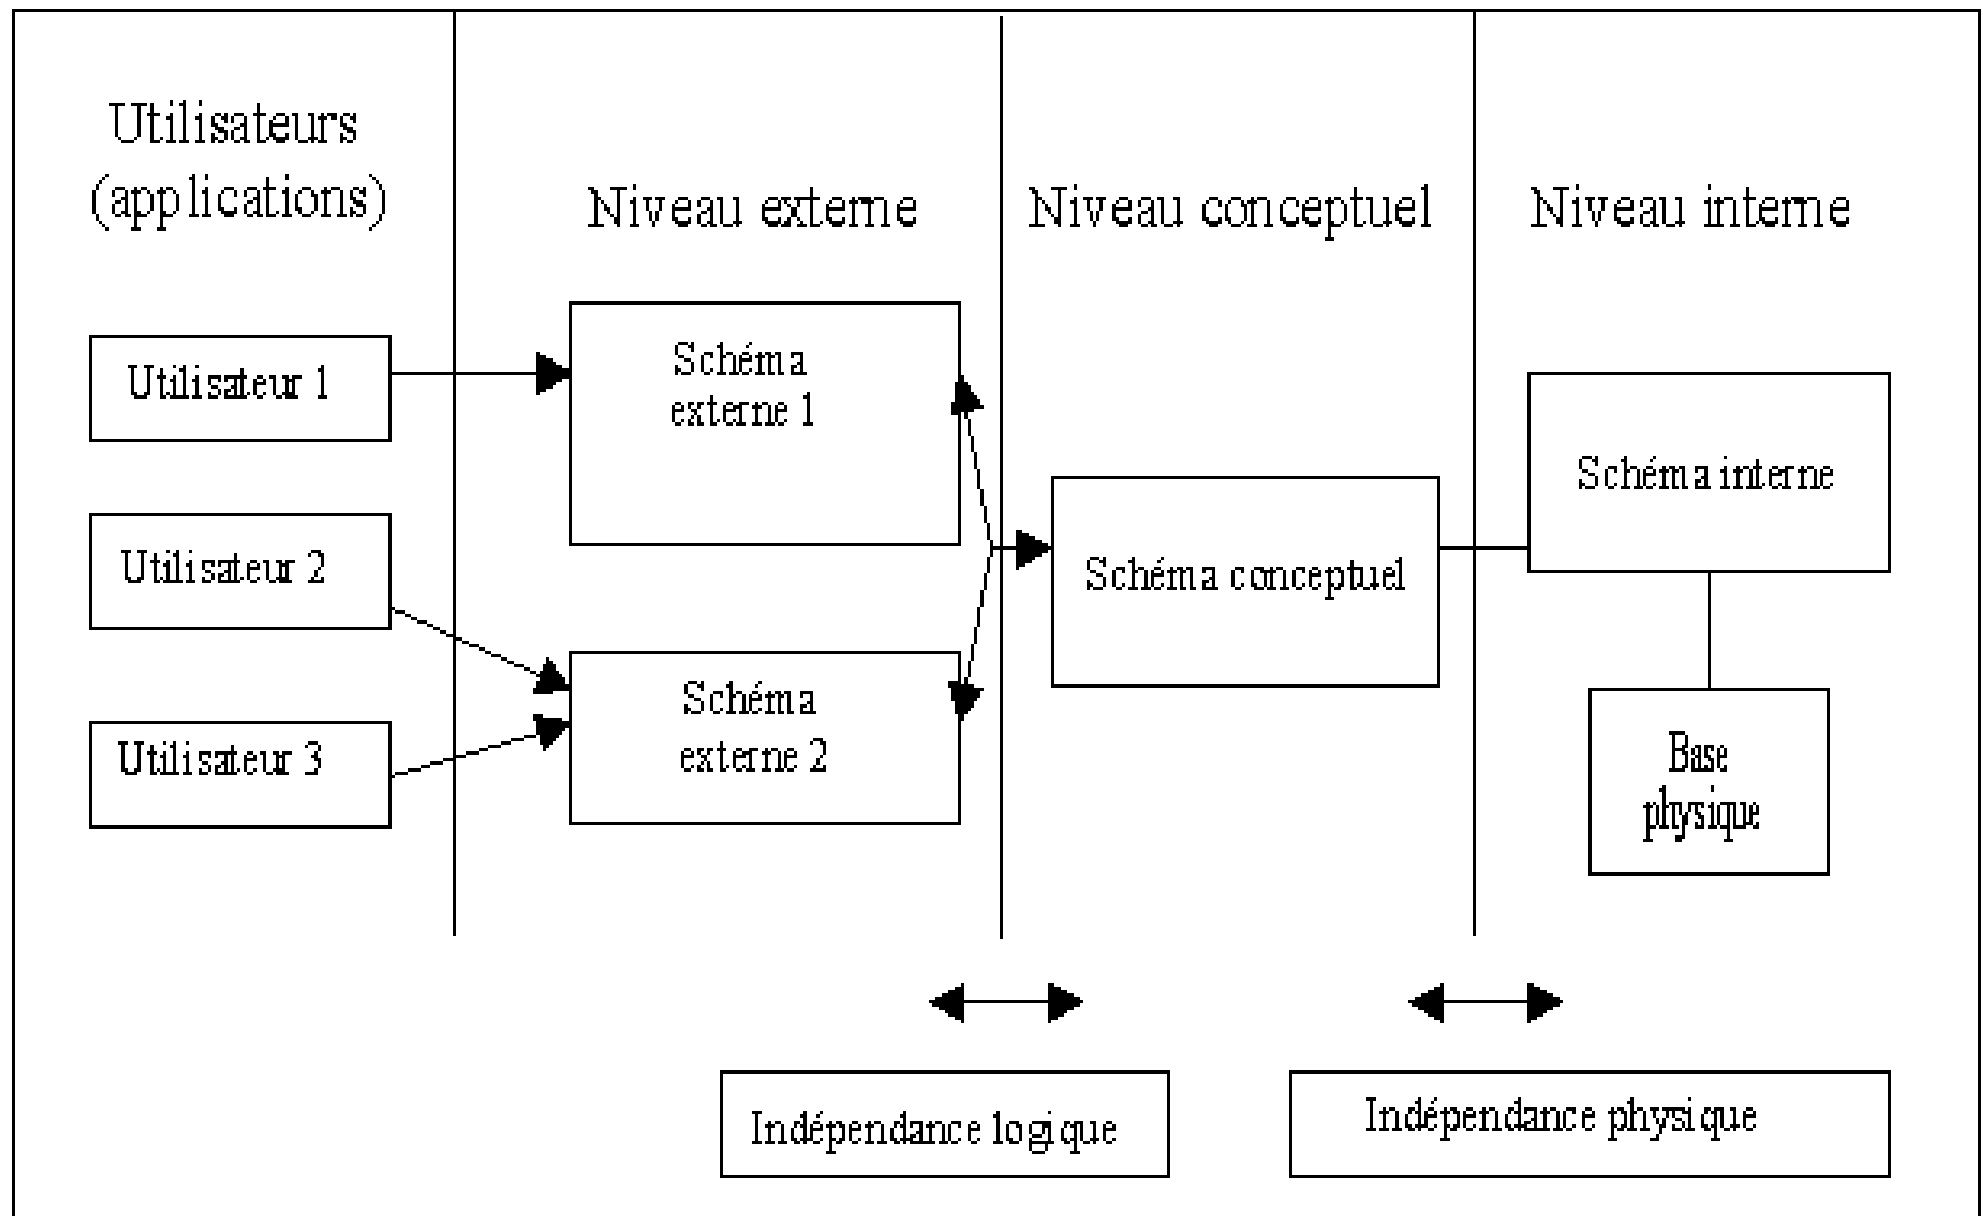 Utilisateurs
(applications)
Niveau externe
Niveau conceptuel
Niveau interne
Utilisateur 1
Utilisateur 2
Utilisateur 3
Schéma
externe 1
Schéma
externe 2
Schéma conceptuel
Schéma interne
Base
physique
Indépendance logique
Indépendance physique